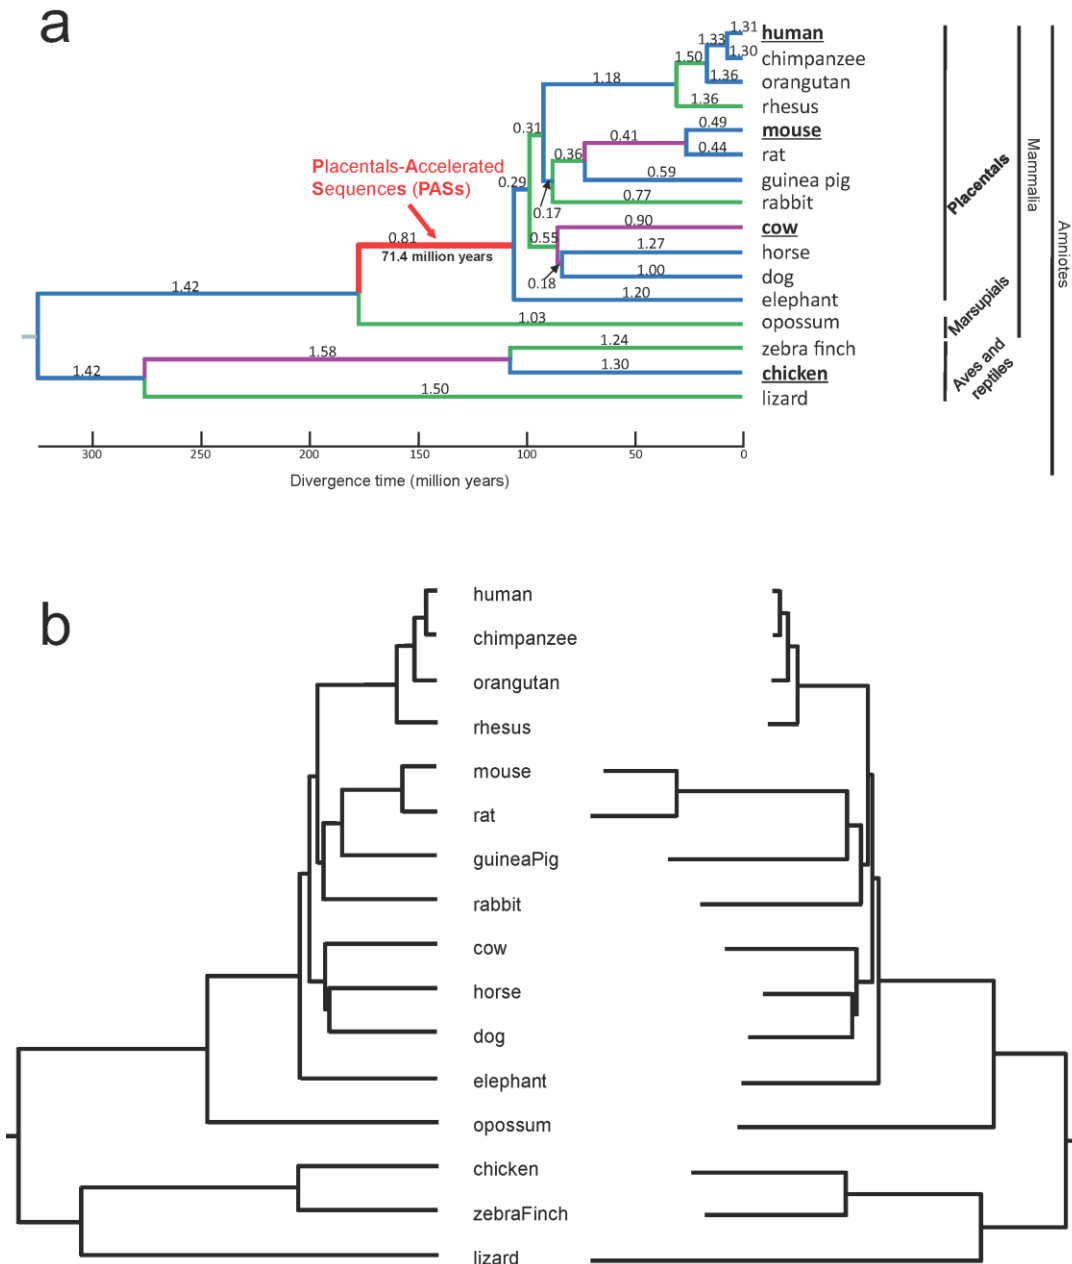 a
1.31
human
1.33
1.30
chimpanzee
1.50
1.36
orangutan
1.18
1.36
rhesus
0.49
mouse
0.31
0.41
0.44
rat
0.36
0.59
guinea pig
0.29
0.77
rabbit
0.17
0.90
cow
0.55
1.27
horse
0.18
1.00
dog
1.20
elephant
Placentals-Accelerated
Sequences (PASs)
0.81
71.4 million years
1.42
1.03
opossum
1.24
zebra finch
1.58
1.42
1.30
chicken
1.50
lizard
Placentals
Marsupials
Aves and
reptiles
Mammalia
Amniotes
300
250
200
150
100
50
0
Divergence time (million years)
b
human
chimpanzee
orangutan
rhesus
mouse
rat
guineaPig
rabbit
cow
horse
dog
elephant
opossum
chicken
zebraFinch
lizard